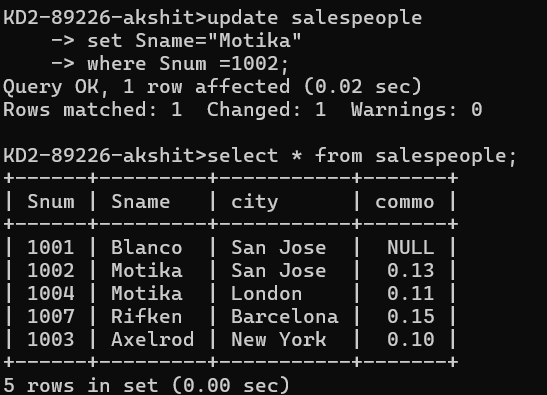 KD2-89226-akshit>update salespeople
    -> set Sname="Motika"
    -> where Snum =1002;
Query OK, 1 row affected (0.02 sec)
Rows matched: 1  Changed: 1  Warnings: 0

KD2-89226-akshit>select * from salespeople;
+------+---------+-----------+-------+
| Snum | Sname   | city      | commo |
+------+---------+-----------+-------+
| 1001 | Blanco  | San Jose  |  NULL |
| 1002 | Motika  | San Jose  |  0.13 |
| 1004 | Motika  | London    |  0.11 |
| 1007 | Rifken  | Barcelona |  0.15 |
| 1003 | Axelrod | New York  |  0.10 |
+------+---------+-----------+-------+
5 rows in set (0.00 sec)